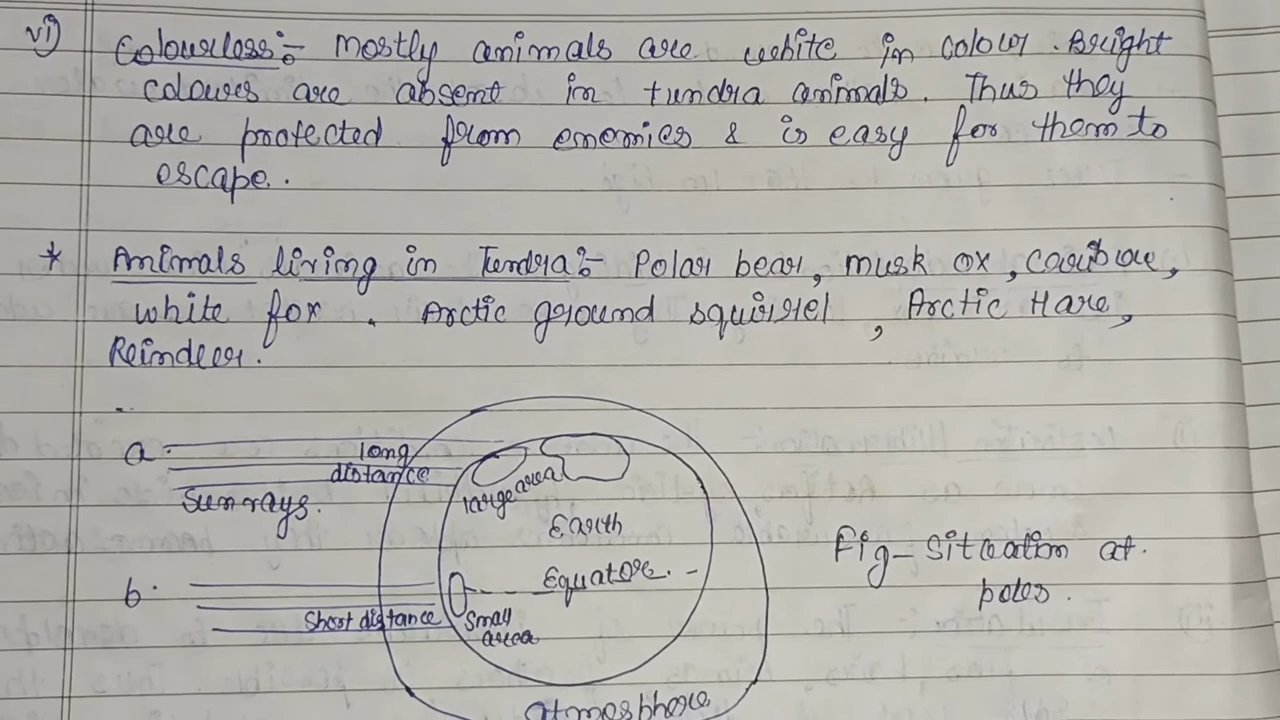 vi) Colourless:- Mostly animals are white in colour. Bright
colours are absent in tundra animals. Thus they
are protected from enemies & is easy for them to
escape.
* Animals living in Tundra:- Polar bear, musk ox, caribou,
white fox. Arctic ground squirrel, Arctic Hare,
Reindeer.
a. long
distance
Sunrays.
large area
Earth
Equatore.
b.
Short distance
Small
area
Atmosphere
Fig- Situation at.
poles.